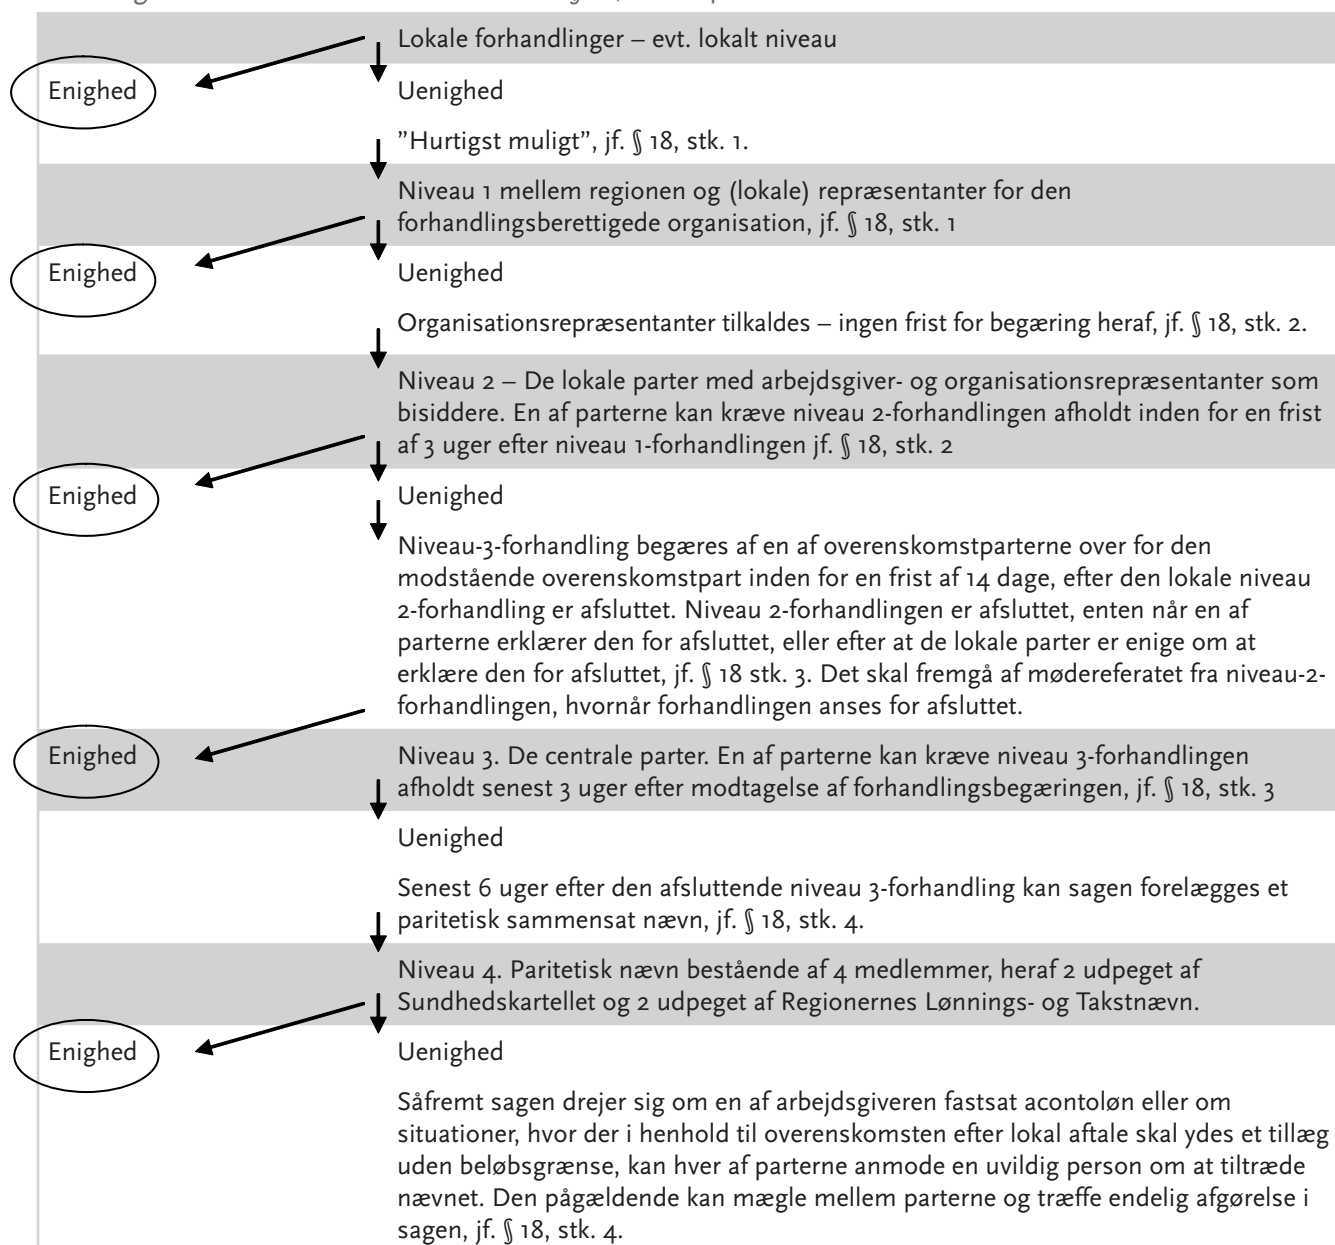 Lokale forhandlinger – evt. lokalt niveau
Enighed
Uenighed
”Hurtigst muligt”, jf. § 18, stk. 1.
Niveau 1 mellem regionen og (lokale) repræsentanter for den
forhandlingsberettigede organisation, jf. § 18, stk. 1
Enighed
Uenighed
Organisationsrepræsentanter tilkaldes – ingen frist for begæring heraf, jf. § 18, stk. 2.
Niveau 2 – De lokale parter med arbejdsgiver- og organisationsrepræsentanter som
bisiddere. En af parterne kan kræve niveau 2-forhandlingen afholdt inden for en frist
af 3 uger efter niveau 1-forhandlingen jf. § 18, stk. 2
Enighed
Uenighed
Niveau-3-forhandling begæres af en af overenskomstparterne over for den
modstående overenskomstpart inden for en frist af 14 dage, efter den lokale niveau
2-forhandling er afsluttet. Niveau 2-forhandlingen er afsluttet, enten når en af
parterne erklærer den for afsluttet, eller efter at de lokale parter er enige om at
erklære den for afsluttet, jf. § 18 stk. 3. Det skal fremgå af mødereferatet fra niveau-2-
forhandlingen, hvornår forhandlingen anses for afsluttet.
Enighed
Niveau 3. De centrale parter. En af parterne kan kræve niveau 3-forhandlingen
afholdt senest 3 uger efter modtagelse af forhandlingsbegæringen, jf. § 18, stk. 3
Uenighed
Senest 6 uger efter den afsluttende niveau 3-forhandling kan sagen forelægges et
paritetisk sammensat nævn, jf. § 18, stk. 4.
Niveau 4. Paritetisk nævn bestående af 4 medlemmer, heraf 2 udpeget af
Sundhedskartellet og 2 udpeget af Regionernes Lønnings- og Takstnævn.
Enighed
Uenighed
Såfremt sagen drejer sig om en af arbejdsgiveren fastsat acontoløn eller om
situationer, hvor der i henhold til overenskomsten efter lokal aftale skal ydes et tillæg
uden beløbsgrænse, kan hver af parterne anmode en uvildig person om at tiltræde
nævnet. Den pågældende kan mægle mellem parterne og træffe endelig afgørelse i
sagen, jf. § 18, stk. 4.